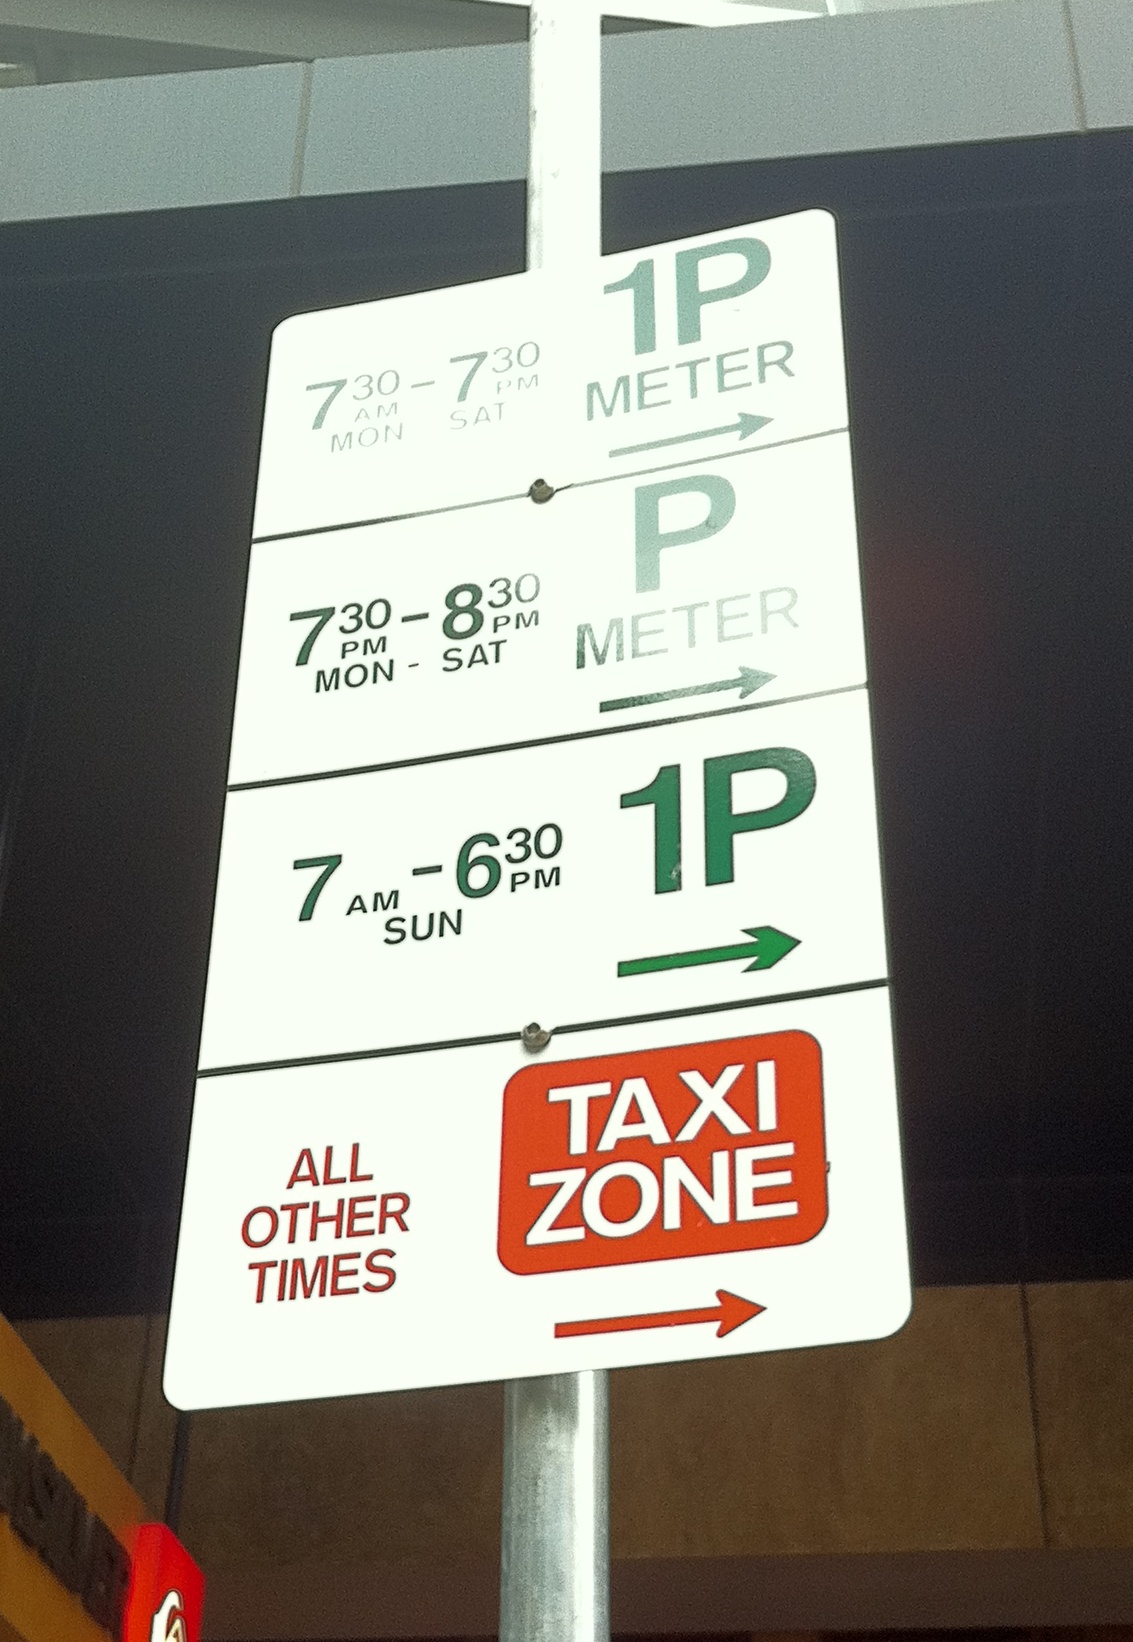 7 30 AM - 7 30 PM
MON SAT
1P
METER
7 30 PM - 8 30 PM
MON - SAT
P
METER
7 AM - 6 30 PM
SUN
1P
ALL
OTHER
TIMES
TAXI
ZONE